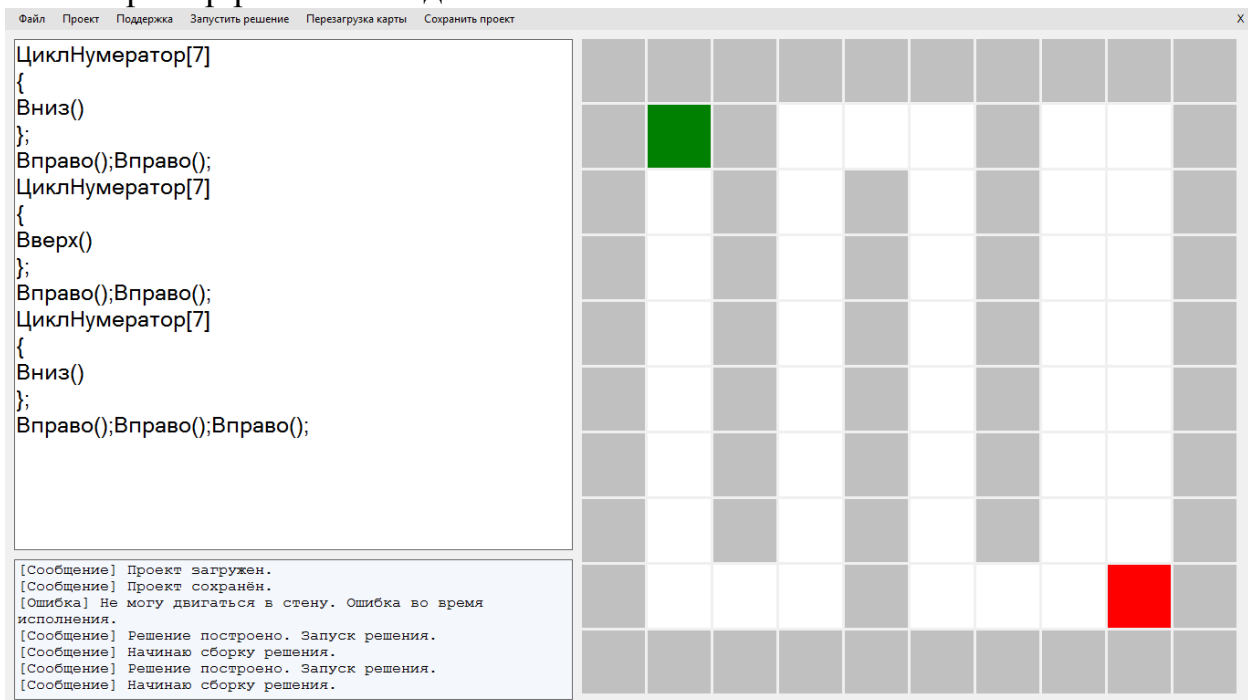 Файл Проект Поддержка Запустить решение Перезагрузка карты Сохранить проект X
ЦиклНумератор[7]
{
Вниз()
};
Вправо();Вправо();
ЦиклНумератор[7]
{
Вверх()
};
Вправо();Вправо();
ЦиклНумератор[7]
{
Вниз()
};
Вправо();Вправо();Вправо();
[Сообщение] Проект загружен.
[Сообщение] Проект сохранён.
[Ошибка] Не могу двигаться в стену. Ошибка во время
исполнения.
[Сообщение] Решение построено. Запуск решения.
[Сообщение] Начинаю сборку решения.
[Сообщение] Решение построено. Запуск решения.
[Сообщение] Начинаю сборку решения.